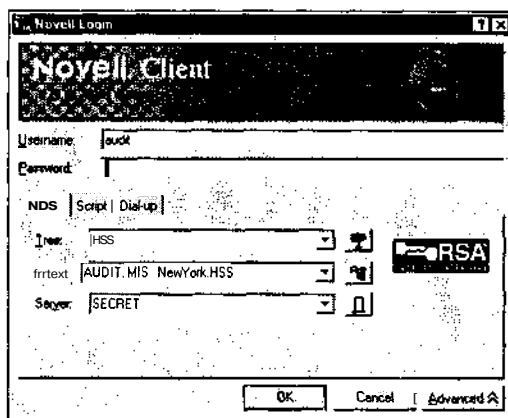 Novell Login
Novell Client
Username: audit
Password:
NDS Script Dial-up
Tree: HSS
frrtext AUDIT. MIS NewYork.HSS
Server: SECRET
RSA
OK Cancel Advanced